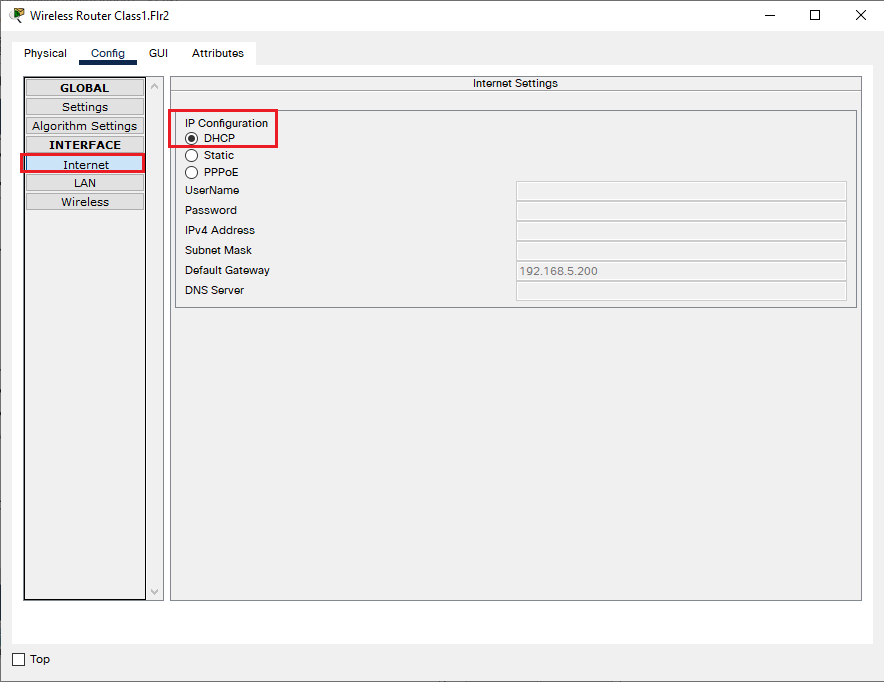 Wireless Router Class1.Flr2
Physical Config GUI Attributes
GLOBAL
Settings
Algorithm Settings
INTERFACE
Internet
LAN
Wireless
Internet Settings
IP Configuration
DHCP
Static
PPPoE
UserName
Password
IPv4 Address
Subnet Mask
Default Gateway 192.168.5.200
DNS Server
Top